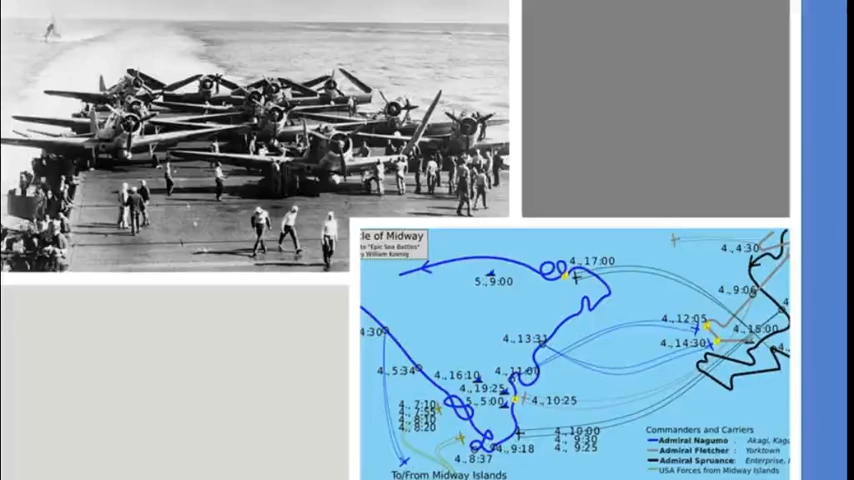 le of Midway
to "Epic Sea Battles"
y William Koenig
4.,17:00
5.,9:00
4.,4:30
4.,9:06
4.,12:05
4.,15:00
4:30
4.,13:31
4.,14:30
4.,5:34
4.,16:10
4.,11:00
4.,19:25
5.,5:00
4.,10:25
4.,7:10
4.,7:55
4.,8:10
4.,8:20
4.,10:00
4., 9:30
4., 9:25
4.,9:18
4.,8:37
To/From Midway Islands
Commanders and Carriers
Admiral Nagumo : Akagi, Kag
Admiral Fletcher : Yorktown
Admiral Spruance: Enterprise,
USA Forces from Midway Islands